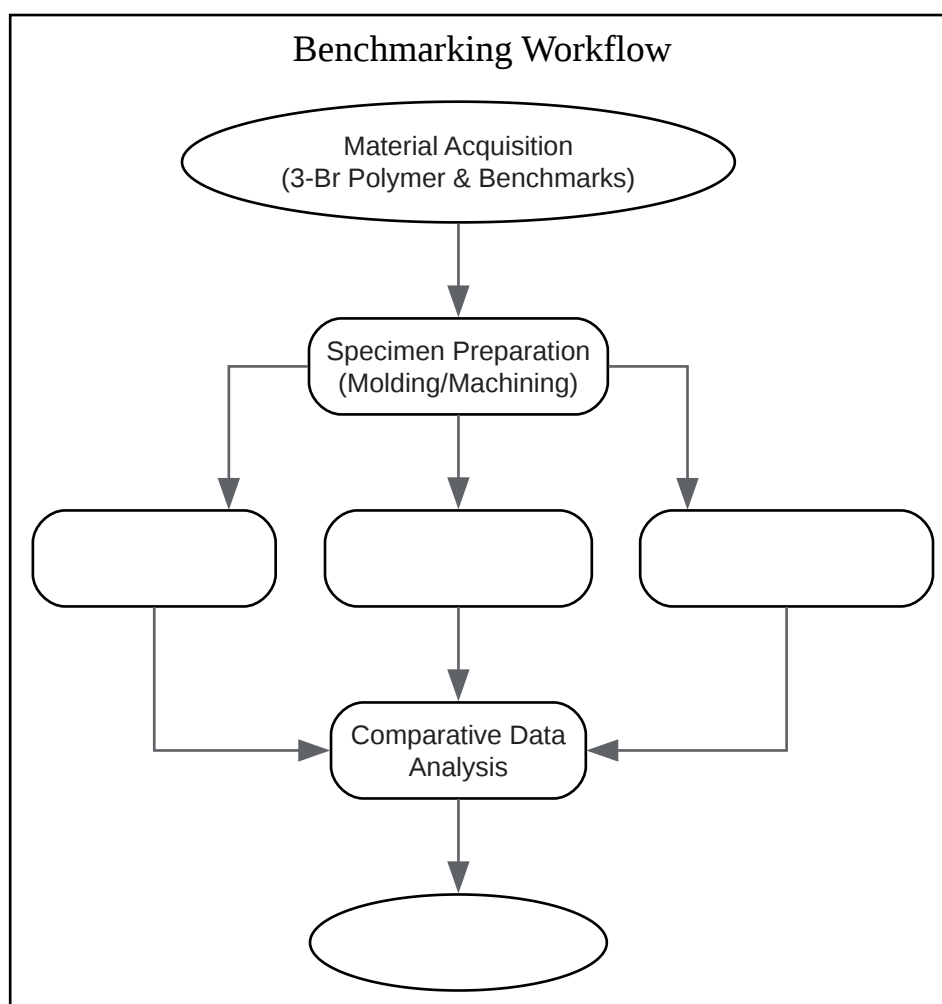 Benchmarking Workflow
Material Acquisition
(3-Br Polymer & Benchmarks)
Specimen Preparation
(Molding/Machining)
Comparative Data
Analysis